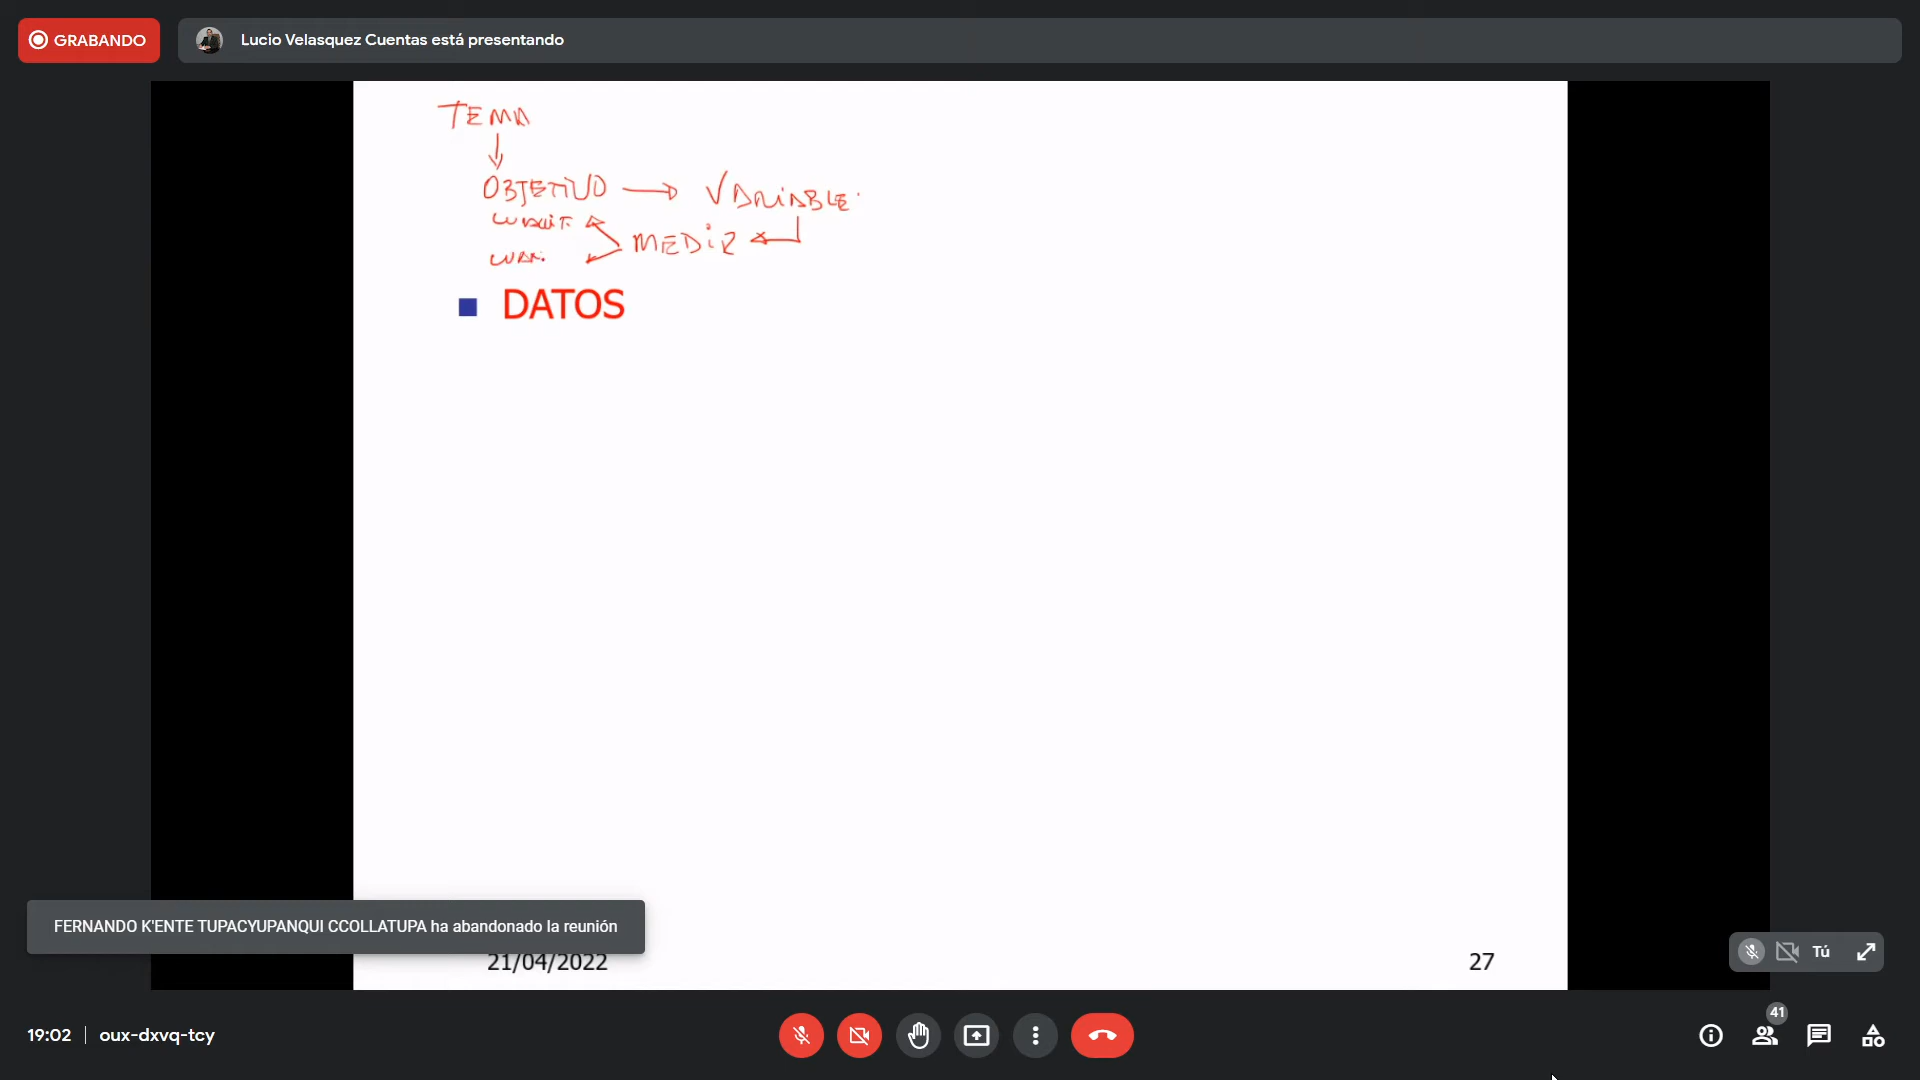 GRABANDO
Lucio Velasquez Cuentas está presentando
TEMA
OBJETIVO → VARIABLE.
MEDIR
DATOS
FERNANDO K'ENTE TUPACYUPANQUI CCOLLATUPA ha abandonado la reunión
21/04/2022
27
Tú
19:02 | oux-dxvq-tcy
41